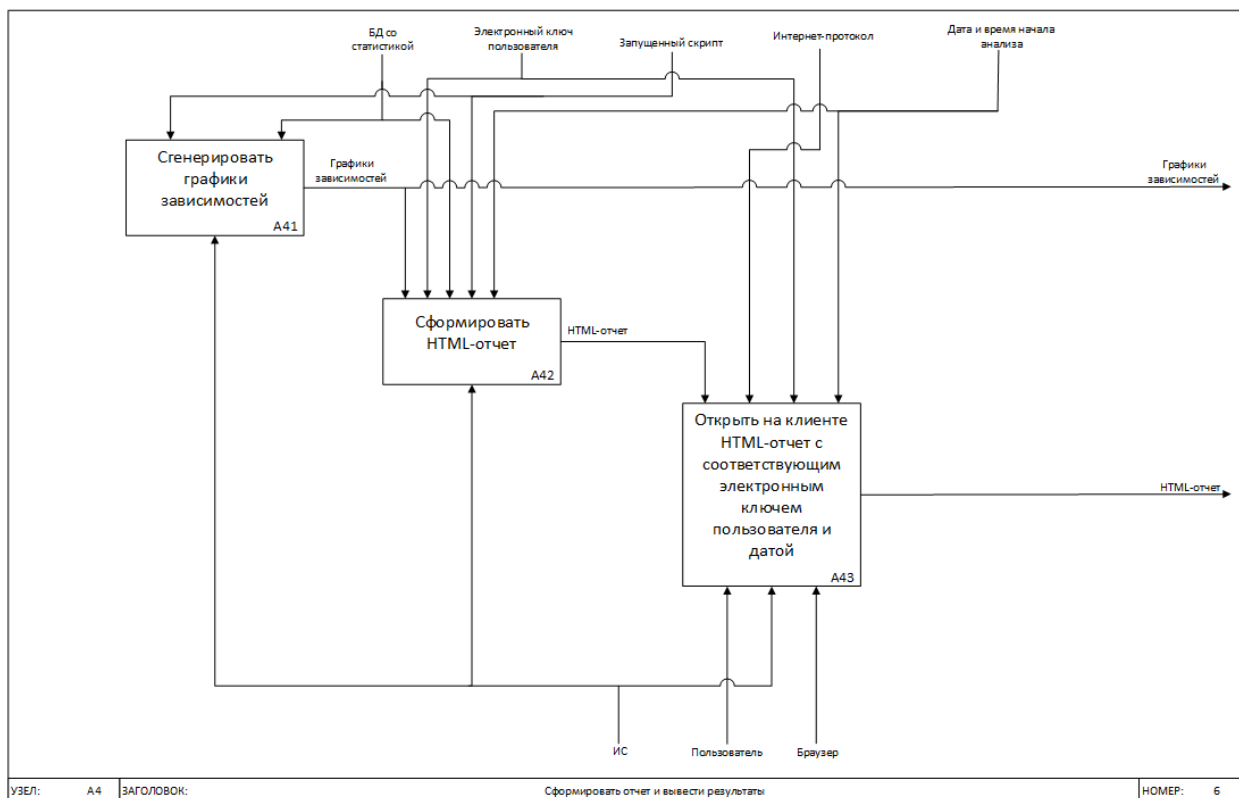 БД со
статистикой
Электронный ключ
пользователя
Запущенный скрипт
Интернет-протокол
Дата и время начала
анализа
Сгенерировать
графики
зависимостей
A41
Графики
зависимостей
Графики
зависимостей
Сформировать
HTML-отчет
A42
HTML-отчет
Открыть на клиенте
HTML-отчет с
соответствующим
электронным
ключем
пользователя и
датой
A43
HTML-отчет
ИС
Пользователь
Браузер
УЗЕЛ: A4 ЗАГОЛОВОК: Сформировать отчет и вывести результаты НОМЕР: 6